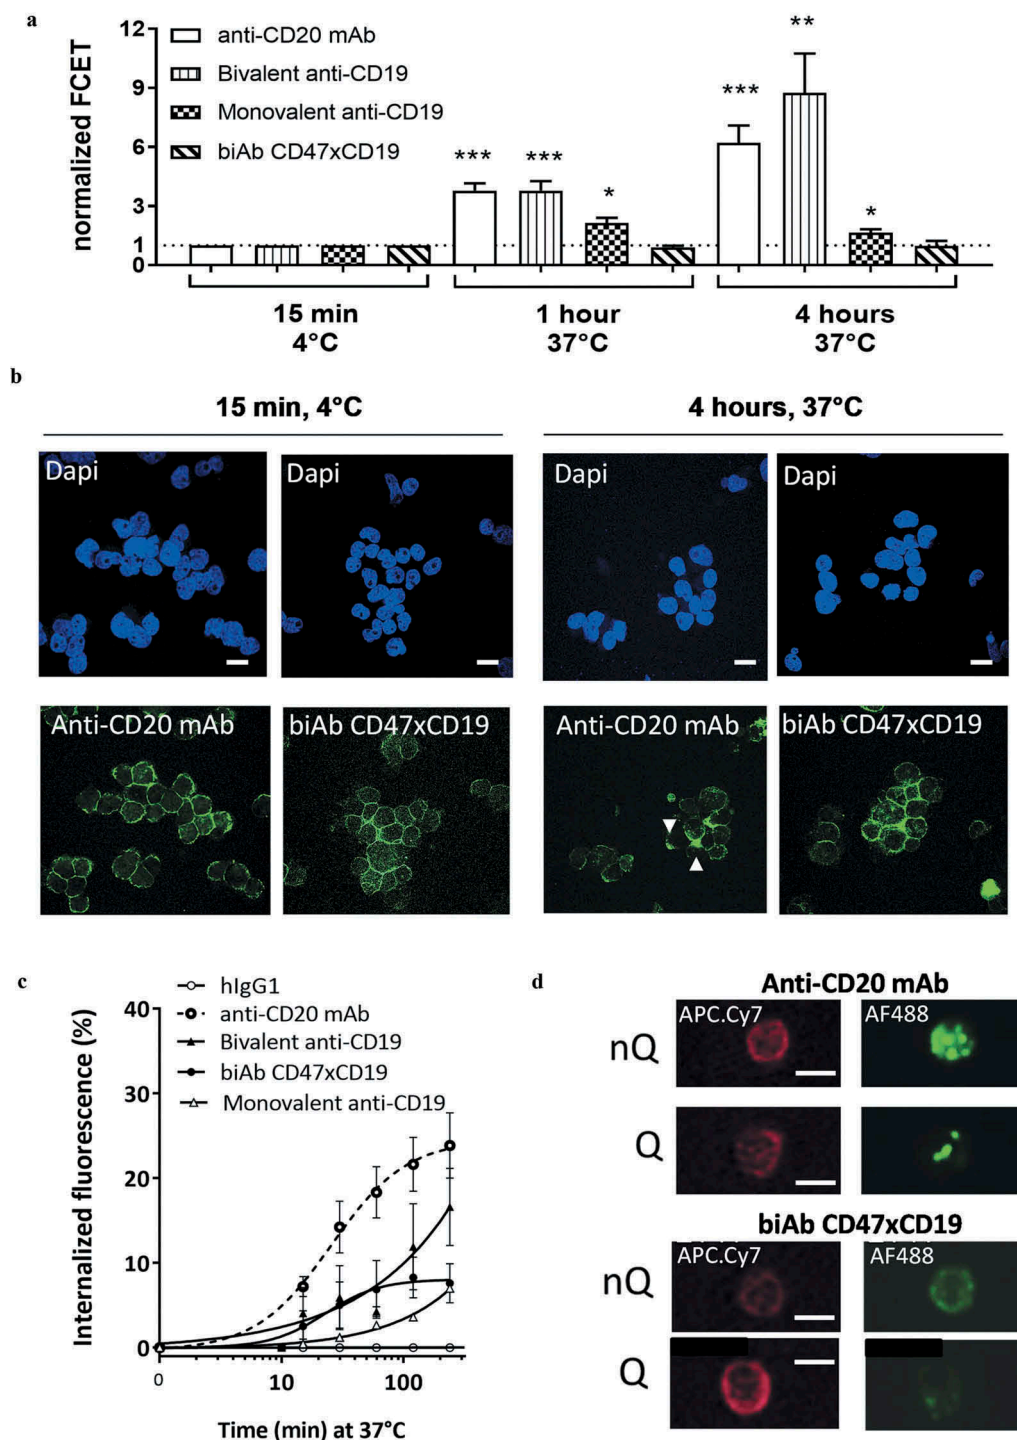 a
normalized FCET
12
9
6
3
1
0
anti-CD20 mAb
Bivalent anti-CD19
Monovalent anti-CD19
biAb CD47xCD19
***
***
*
***
**
*
15 min
4°C
1 hour
37°C
4 hours
37°C
b
15 min, 4°C
4 hours, 37°C
Dapi
Dapi
Dapi
Dapi
Anti-CD20 mAb
biAb CD47xCD19
Anti-CD20 mAb
biAb CD47xCD19
c
hIgG1
anti-CD20 mAb
Bivalent anti-CD19
biAb CD47xCD19
Monovalent anti-CD19
Internalized fluorescence (%)
40
30
20
10
0
0
10
100
Time (min) at 37°C
d
Anti-CD20 mAb
nQ
APC.Cy7
AF488
Q
biAb CD47xCD19
nQ
APC.Cy7
AF488
Q